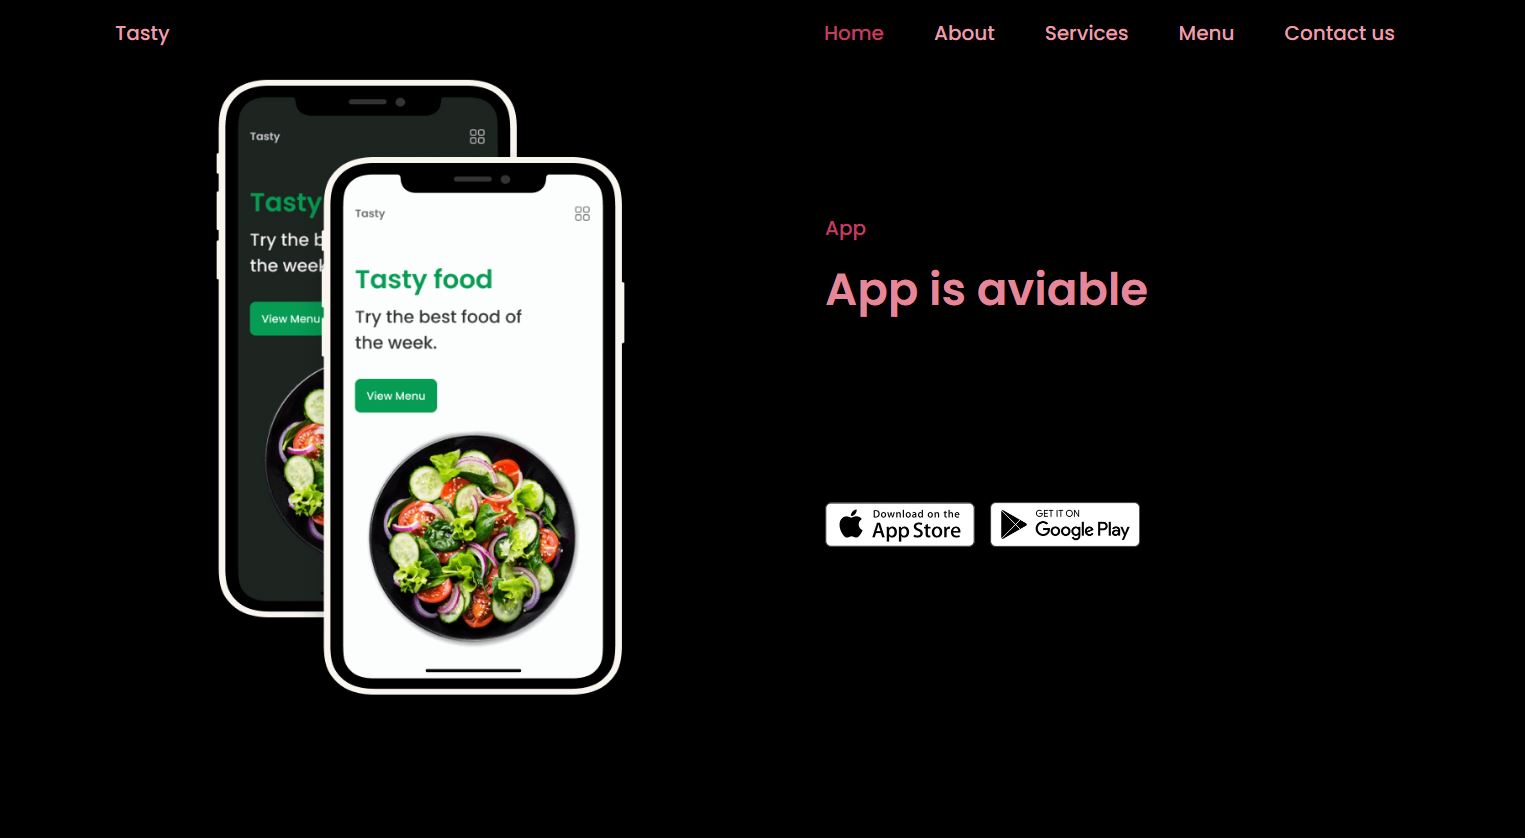 Tasty
Home About Services Menu Contact us
Tasty
Tasty
Try the b
the week
View Menu
Tasty
Tasty food
Try the best food of
the week.
View Menu
App
App is aviable
Download on the
App Store
GET IT ON
Google Play